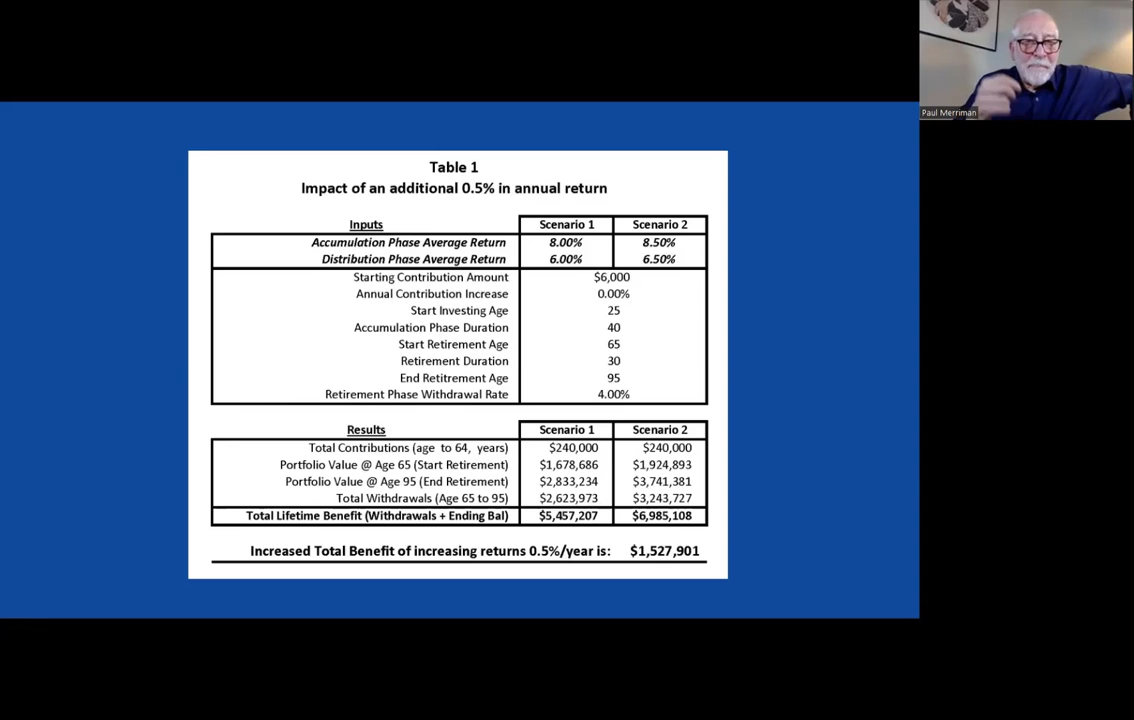 Paul Merriman
Table 1
Impact of an additional 0.5% in annual return
Inputs Scenario 1 Scenario 2
Accumulation Phase Average Return 8.00% 8.50%
Distribution Phase Average Return 6.00% 6.50%
Starting Contribution Amount $6,000
Annual Contribution Increase 0.00%
Start Investing Age 25
Accumulation Phase Duration 40
Start Retirement Age 65
Retirement Duration 30
End Retitrement Age 95
Retirement Phase Withdrawal Rate 4.00%
Results Scenario 1 Scenario 2
Total Contributions (age to 64, years) $240,000 $240,000
Portfolio Value @ Age 65 (Start Retirement) $1,678,686 $1,924,893
Portfolio Value @ Age 95 (End Retirement) $2,833,234 $3,741,381
Total Withdrawals (Age 65 to 95) $2,623,973 $3,243,727
Total Lifetime Benefit (Withdrawals + Ending Bal) $5,457,207 $6,985,108
Increased Total Benefit of increasing returns 0.5%/year is: $1,527,901